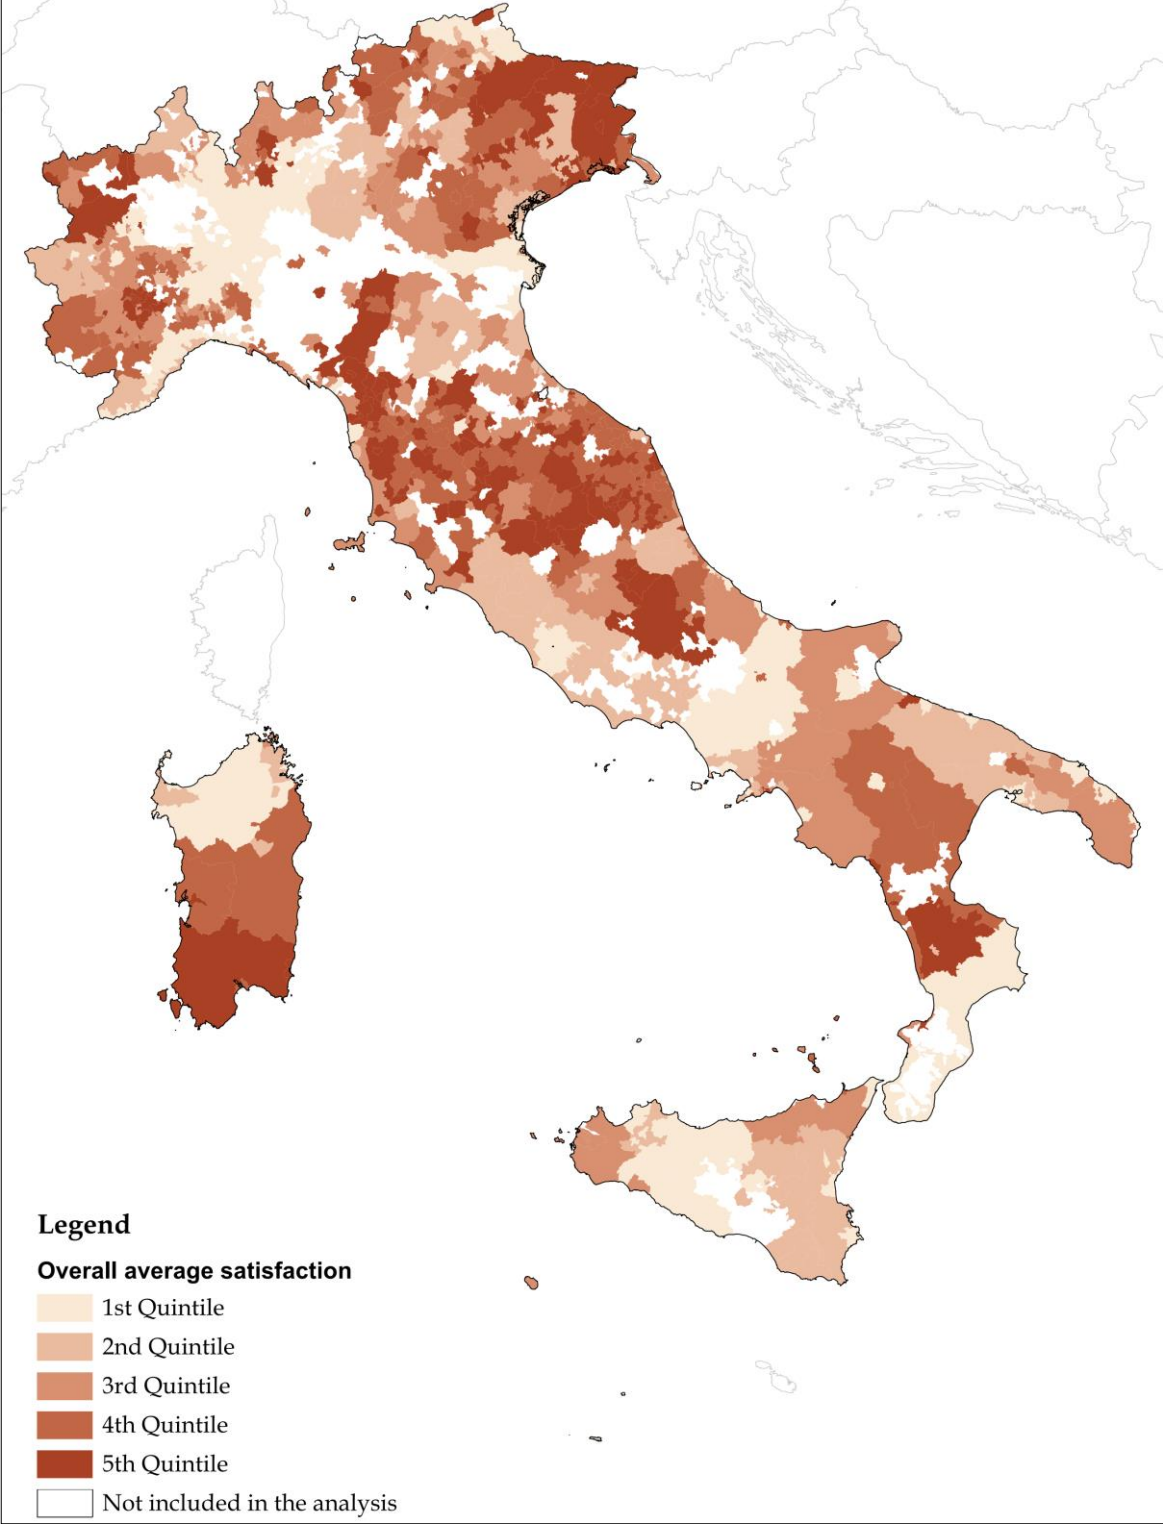 Legend
Overall average satisfaction
1st Quintile
2nd Quintile
3rd Quintile
4th Quintile
5th Quintile
Not included in the analysis